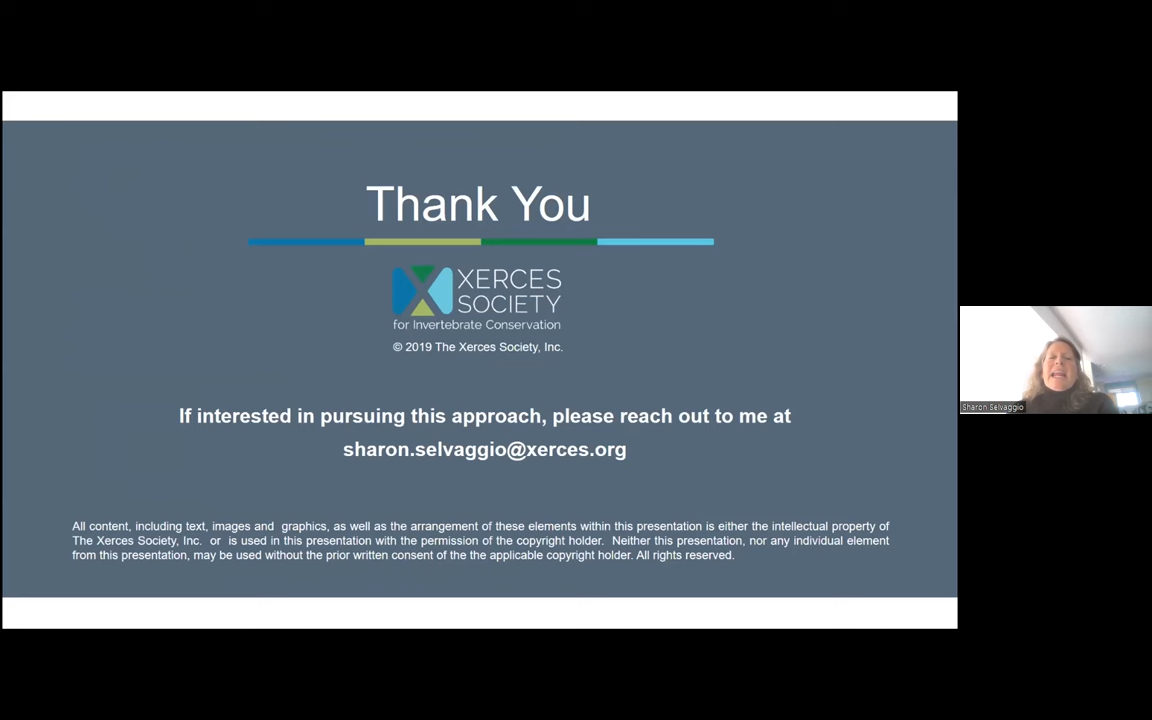 Thank You
XERCES
SOCIETY
for Invertebrate Conservation
© 2019 The Xerces Society, Inc.
If interested in pursuing this approach, please reach out to me at
sharon.selvaggio@xerces.org
All content, including text, images and graphics, as well as the arrangement of these elements within this presentation is either the intellectual property of
The Xerces Society, Inc. or is used in this presentation with the permission of the copyright holder. Neither this presentation, nor any individual element
from this presentation, may be used without the prior written consent of the the applicable copyright holder. All rights reserved.
Sharon Selvaggio